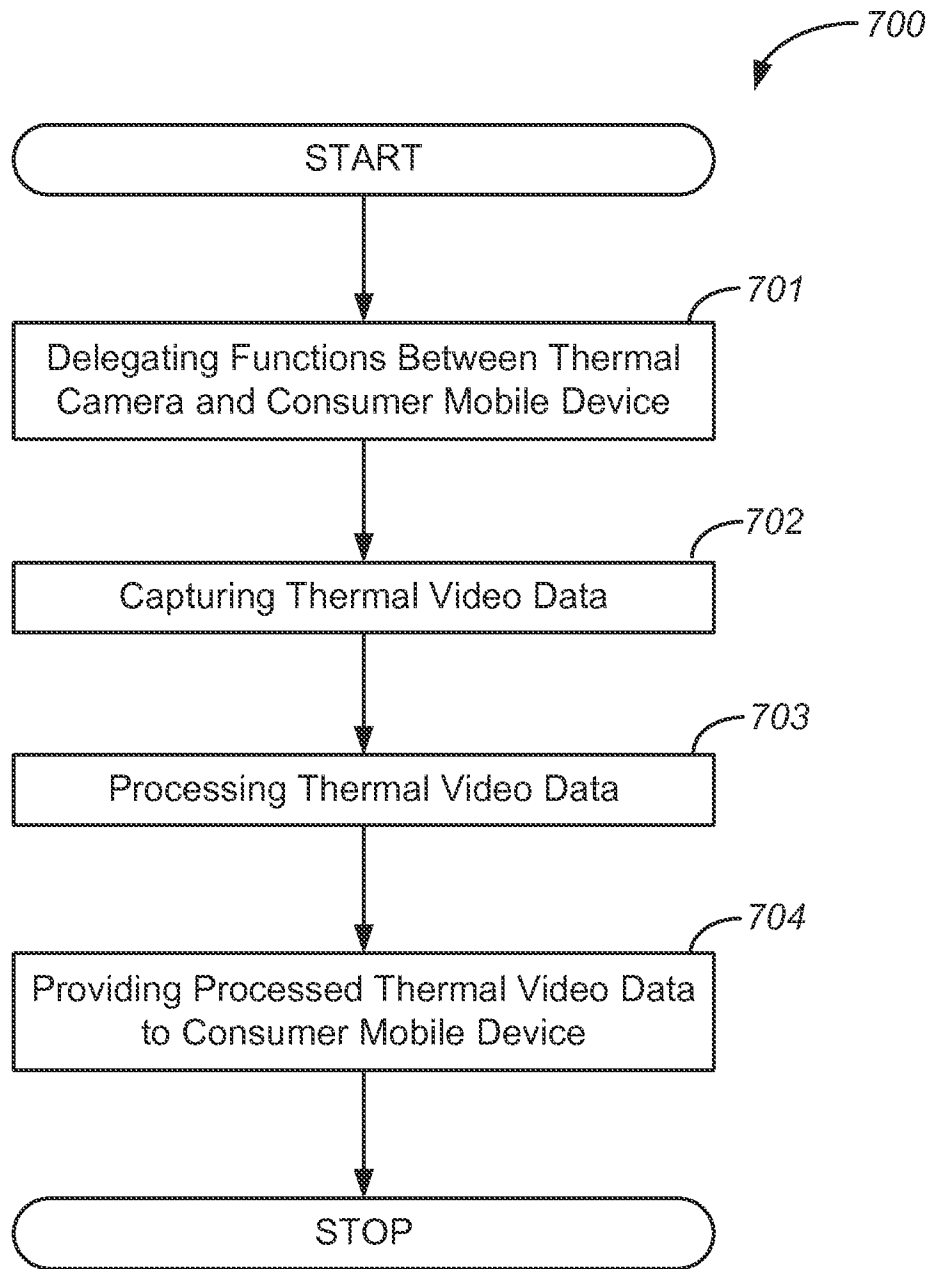 700
START
701
Delegating Functions Between Thermal
Camera and Consumer Mobile Device
702
Capturing Thermal Video Data
703
Processing Thermal Video Data
704
Providing Processed Thermal Video Data
to Consumer Mobile Device
STOP